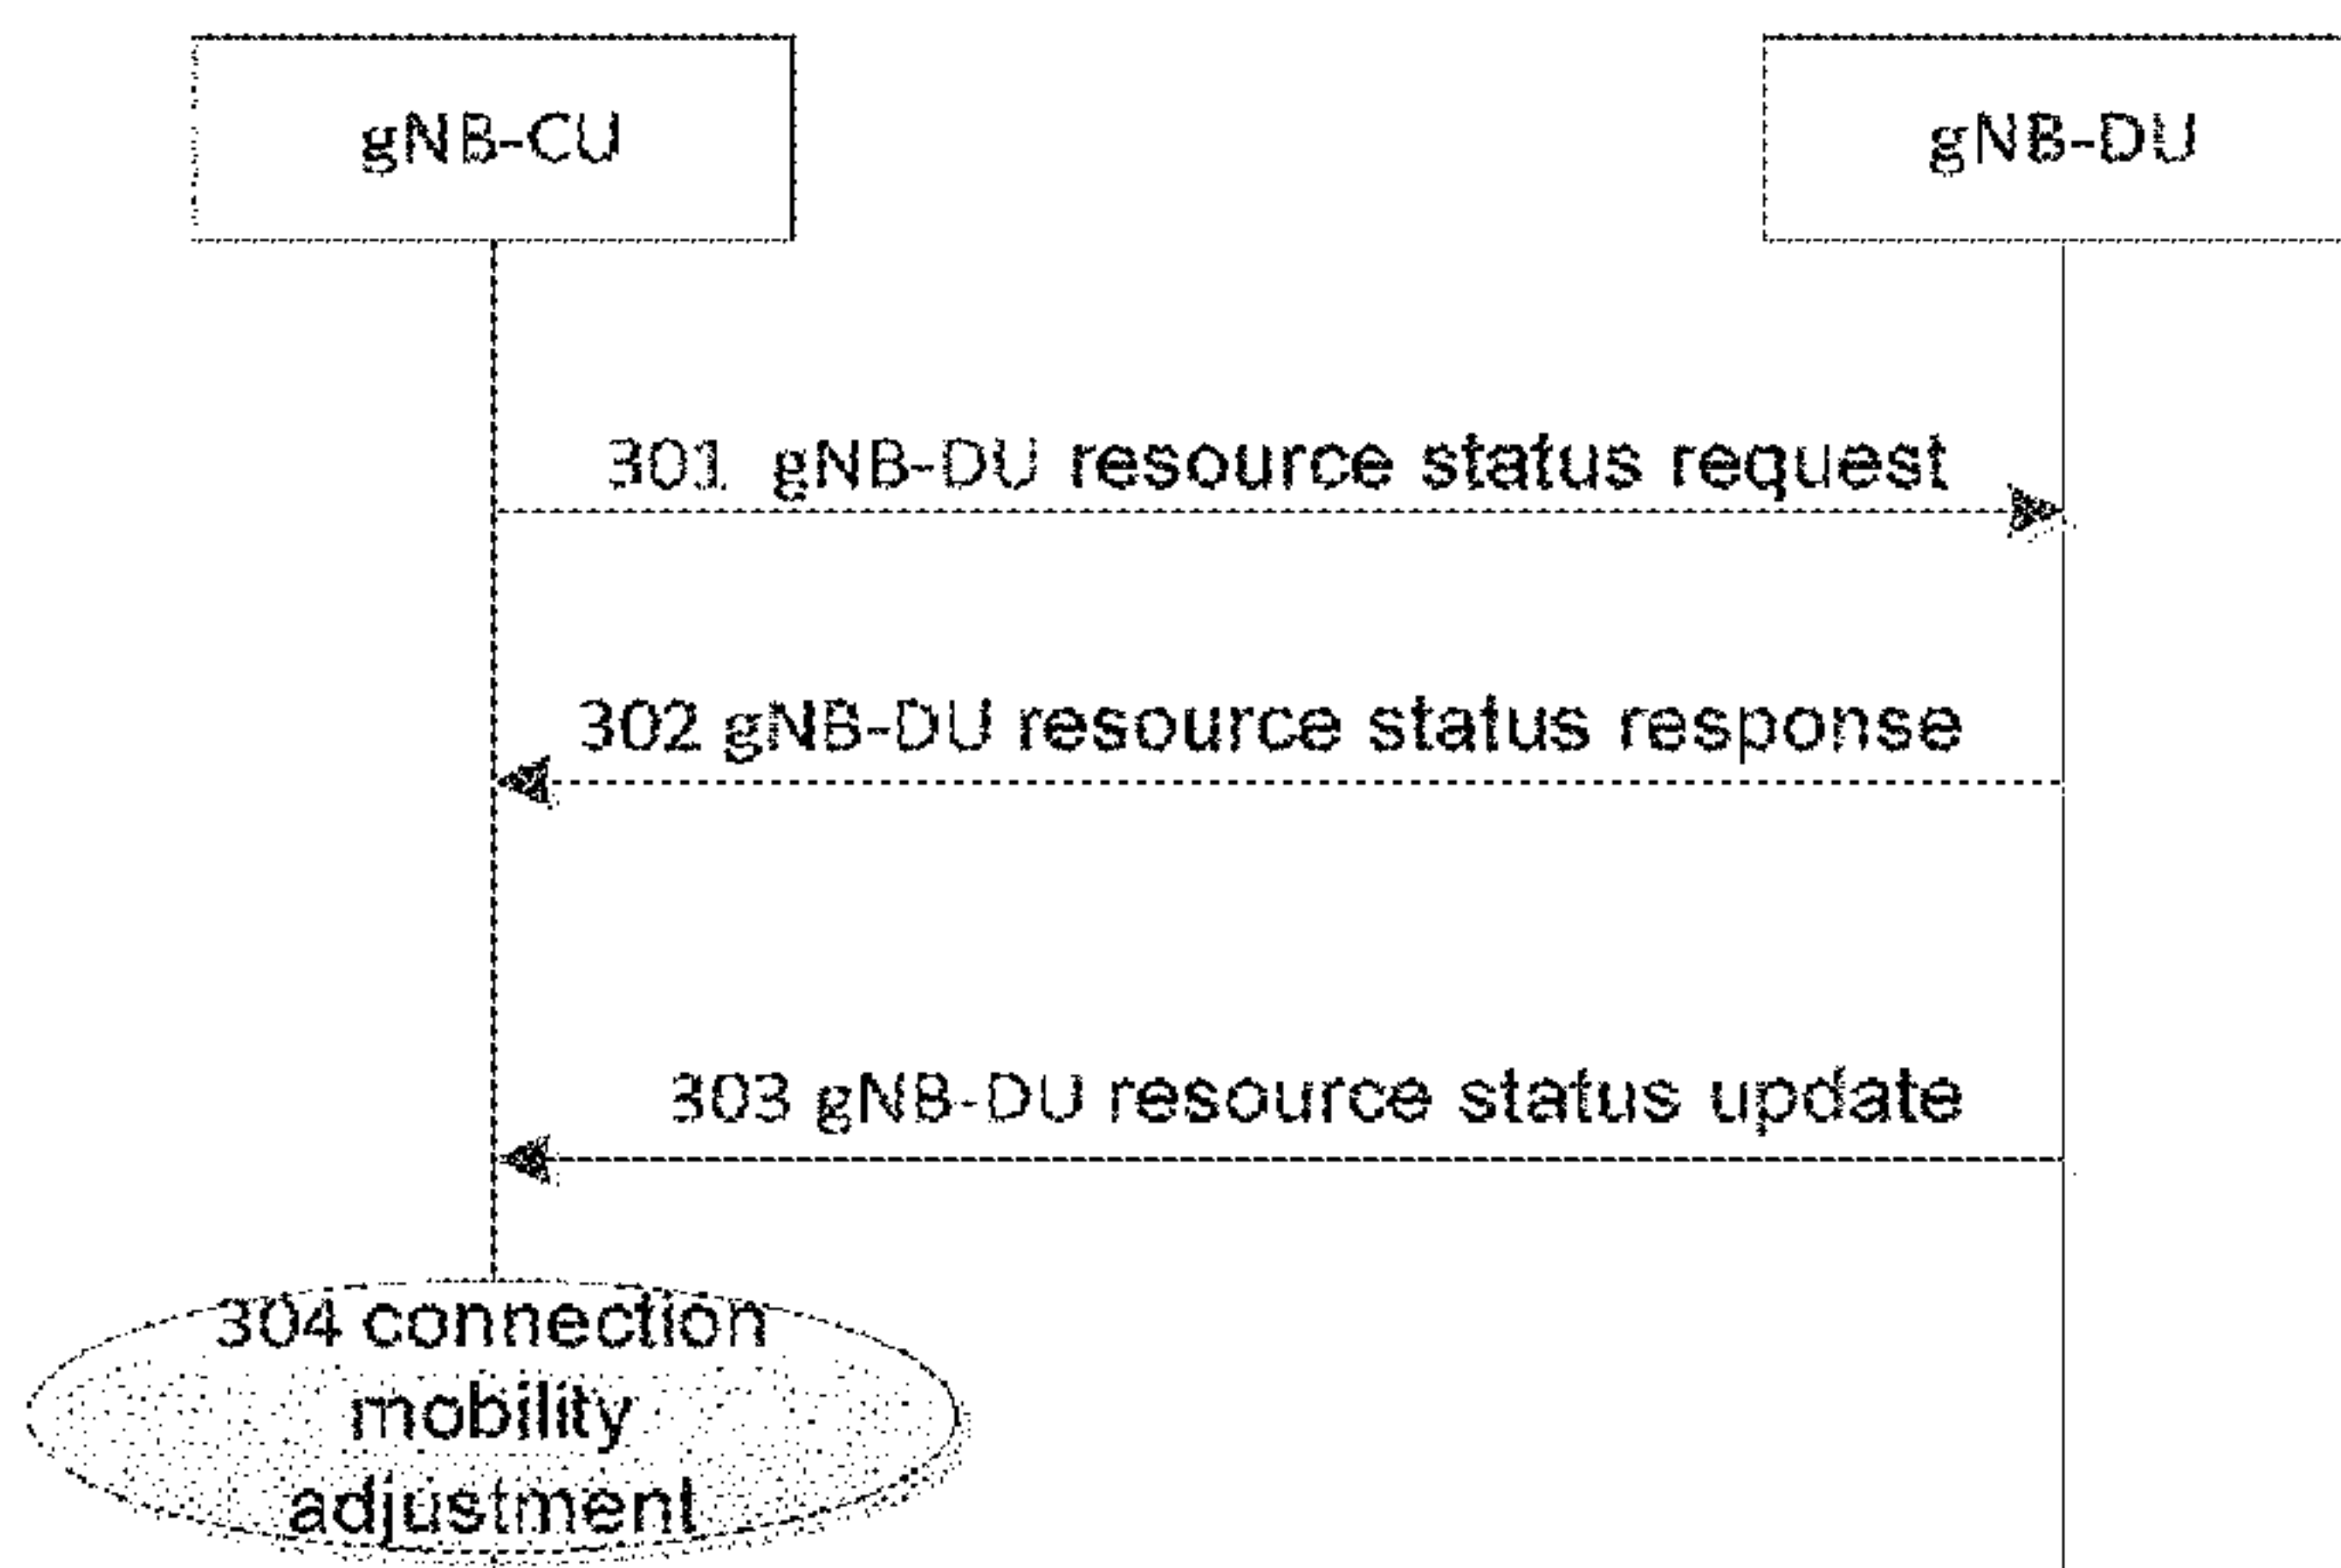 gNB-CU
gNB-DU
301 gNB-DU resource status request
302 gNB-DU resource status response
303 gNB-DU resource status update
304 connection
mobility
adjustment